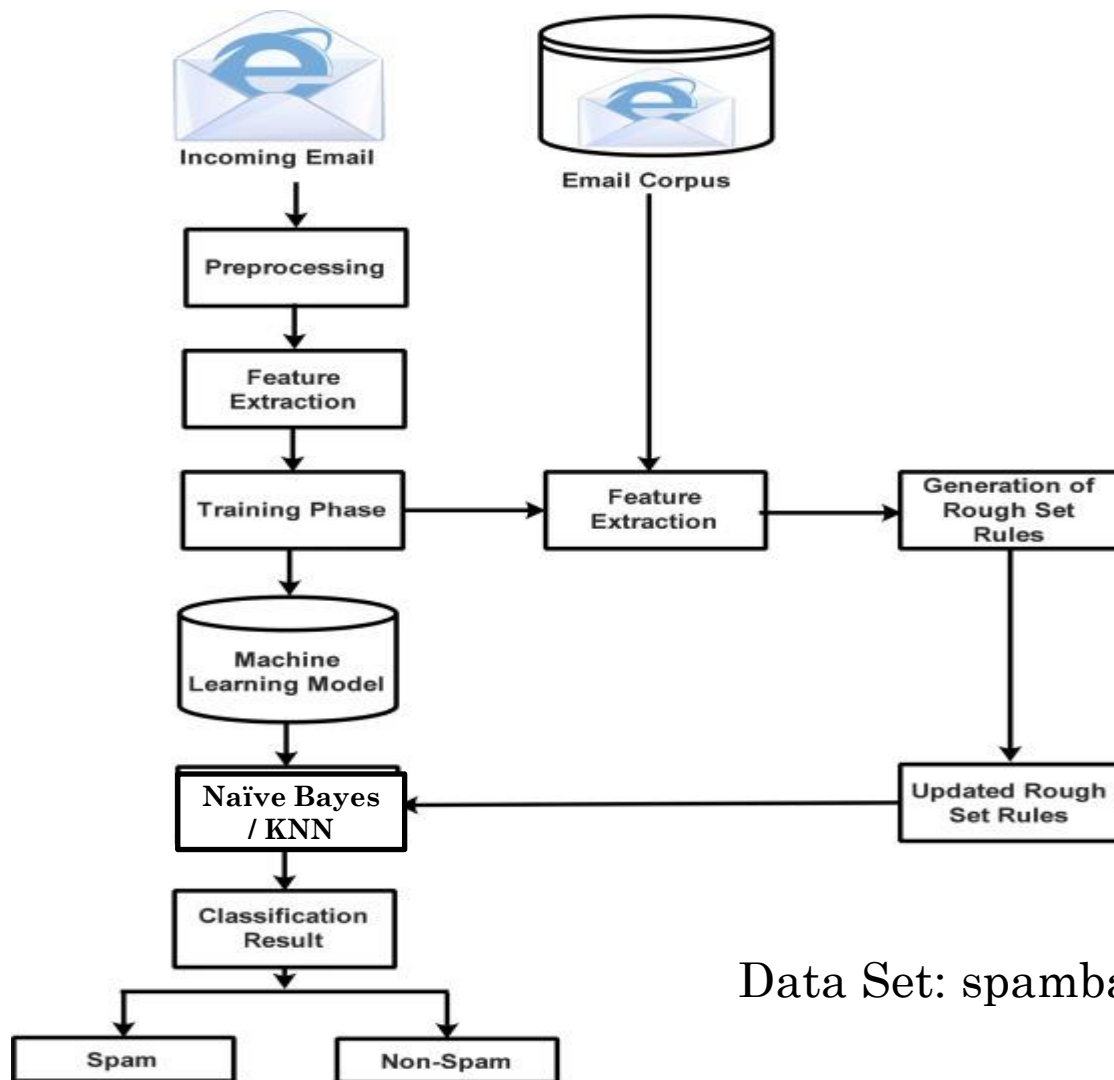 Incoming Email
Email Corpus
Preprocessing
Feature
Extraction
Training Phase
Feature
Extraction
Generation of
Rough Set
Rules
Machine
Learning Model
Naïve Bayes
/ KNN
Updated Rough
Set Rules
Classification
Result
Data Set: spamba
Spam
Non-Spam